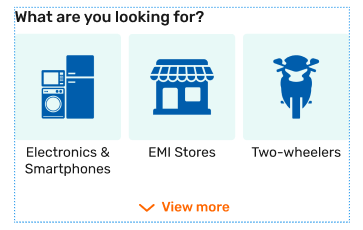 What are you looking for?
Electronics & EMI Stores Two-wheelers
Smartphones
View more